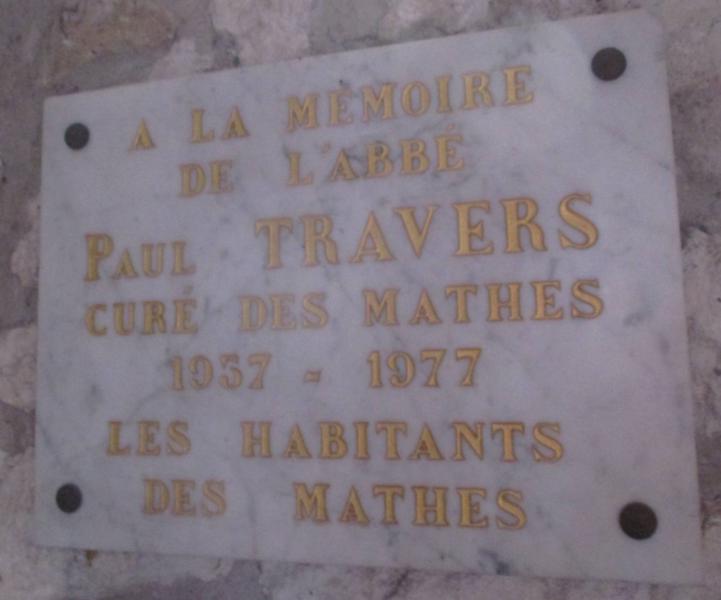 A LA MÉMOIRE
DE L'ABBÉ
PAUL TRAVERS
CURÉ DES MATHES
1937 - 1977
LES HABITANTS
DES MATHES